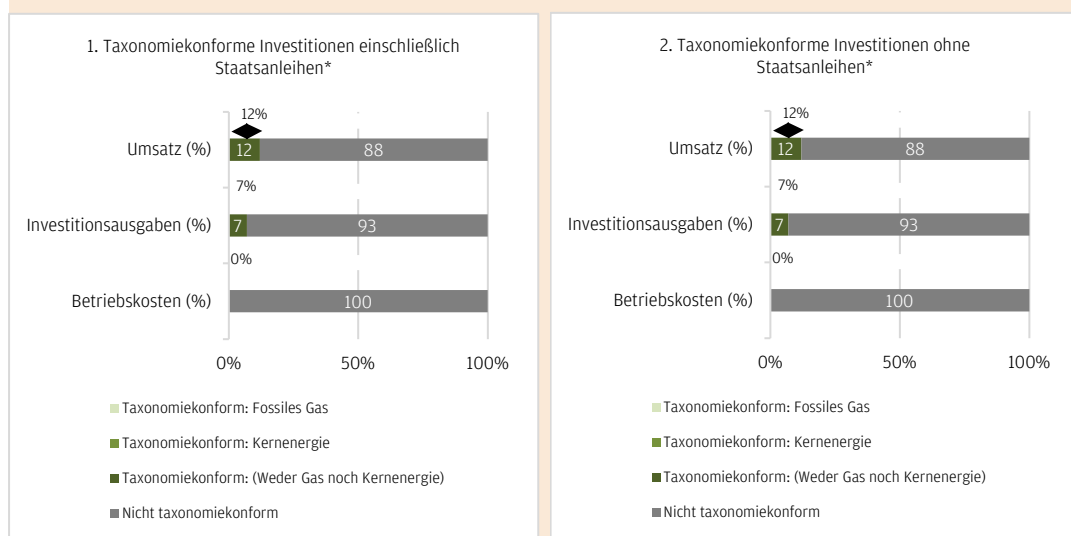 1. Taxonomiekonforme Investitionen einschließlich
Staatsanleihen*
12%
Umsatz (%)
12
88
7%
Investitionsausgaben (%)
7
93
0%
Betriebskosten (%)
100
0%
50%
100%
Taxonomiekonform: Fossiles Gas
Taxonomiekonform: Kernenergie
Taxonomiekonform: (Weder Gas noch Kernenergie)
Nicht taxonomiekonform
2. Taxonomiekonforme Investitionen ohne
Staatsanleihen*
12%
Umsatz (%)
12
88
7%
Investitionsausgaben (%)
7
93
0%
Betriebskosten (%)
100
0%
50%
100%
Taxonomiekonform: Fossiles Gas
Taxonomiekonform: Kernenergie
Taxonomiekonform: (Weder Gas noch Kernenergie)
Nicht taxonomiekonform